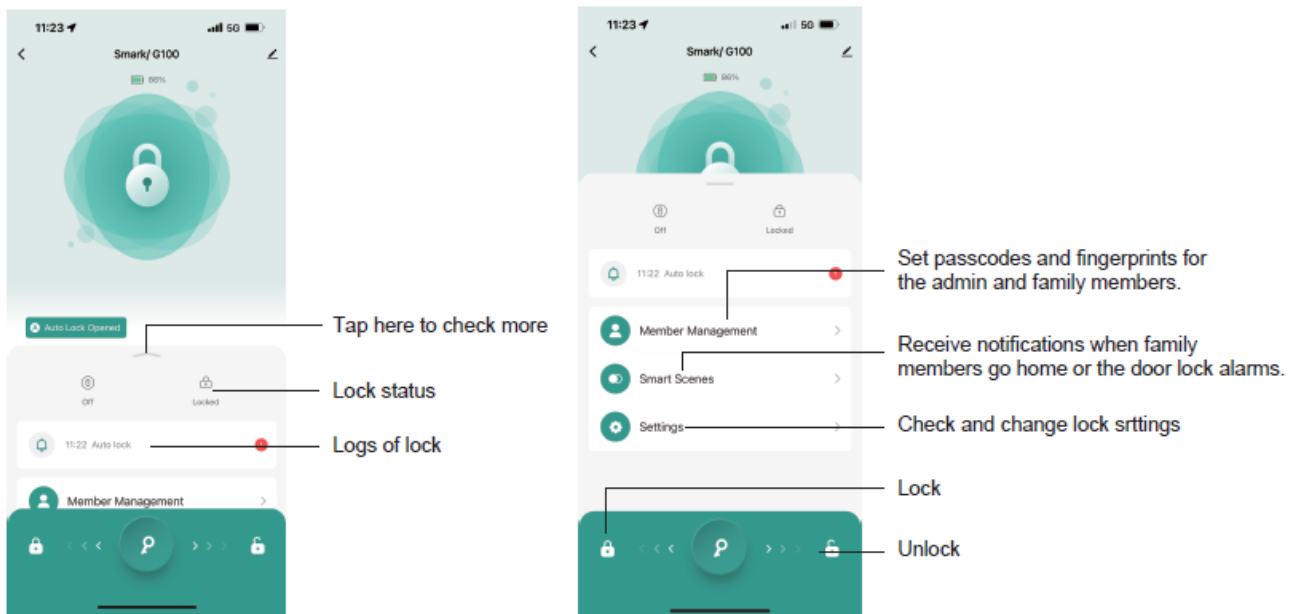 11:23
5G
Smark/ G100
86%
Auto Lock Opened
Off
Locked
11:22 Auto lock
Member Management
Tap here to check more
Lock status
Logs of lock
11:23
5G
Smark/ G100
86%
Off
Locked
11:22 Auto lock
Member Management
Smart Scenes
Settings
Set passcodes and fingerprints for
the admin and family members.
Receive notifications when family
members go home or the door lock alarms.
Check and change lock srttings
Lock
Unlock